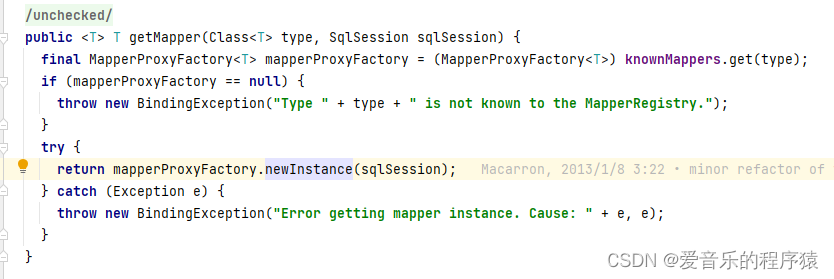 /unchecked/
public <T> T getMapper(Class<T> type, SqlSession sqlSession) {
final MapperProxyFactory<T> mapperProxyFactory = (MapperProxyFactory<T>) knownMappers.get(type);
if (mapperProxyFactory == null) {
throw new BindingException("Type " + type + " is not known to the MapperRegistry.");
}
try {
return mapperProxyFactory.newInstance(sqlSession); Macarron, 2013/1/8 3:22 • minor refactor of
} catch (Exception e) {
throw new BindingException("Error getting mapper instance. Cause: " + e, e);
}
}
CSDN @爱音乐的程序猿